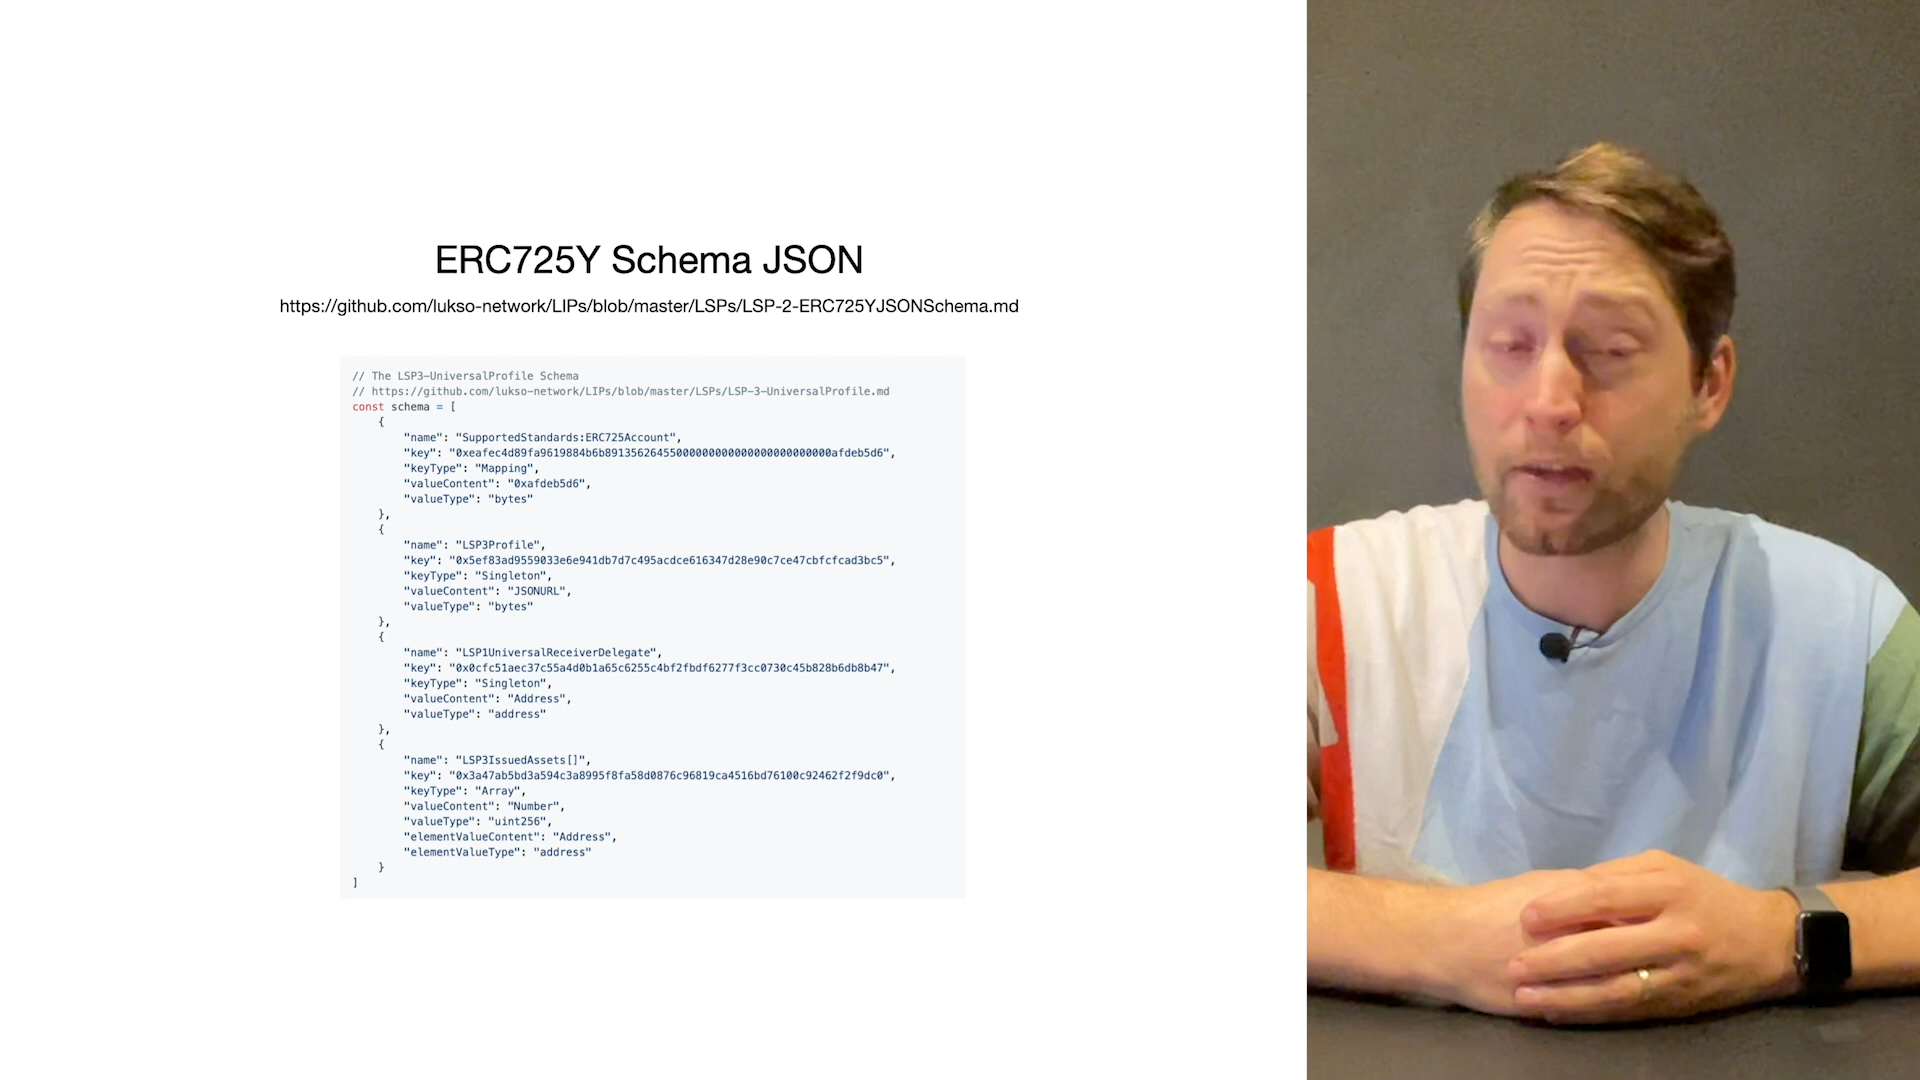 ERC725Y Schema JSON
https://github.com/lukso-network/LIPs/blob/master/LSPs/LSP-2-ERC725YJSONSchema.md
// The LSP3-UniversalProfile Schema
// https://github.com/lukso-network/LIPs/blob/master/LSPs/LSP-3-UniversalProfile.md
const schema = [
{
"name": "SupportedStandards:ERC725Account",
"key": "0xeafec4d89fa9619884b6b89135626455000000000000000000000000afdeb5d6",
"keyType": "Mapping",
"valueContent": "0xafdeb5d6",
"valueType": "bytes"
},
{
"name": "LSP3Profile",
"key": "0x5ef83ad9559033e6e941db7d7c495acdce616347d28e90c7ce47cbfcfcad3bc5",
"keyType": "Singleton",
"valueContent": "JSONURL",
"valueType": "bytes"
},
{
"name": "LSP1UniversalReceiverDelegate",
"key": "0x0cfc51aec37c55a4d0b1a65c6255c4bf2fbdf6277f3cc0730c45b828b6db8b47",
"keyType": "Singleton",
"valueContent": "Address",
"valueType": "address"
},
{
"name": "LSP3IssuedAssets[]",
"key": "0x3a47ab5bd3a594c3a8995f8fa58d0876c96819ca4516bd76100c92462f2f9dc0",
"keyType": "Array",
"valueContent": "Number",
"valueType": "uint256",
"elementValueContent": "Address",
"elementValueType": "address"
}
]